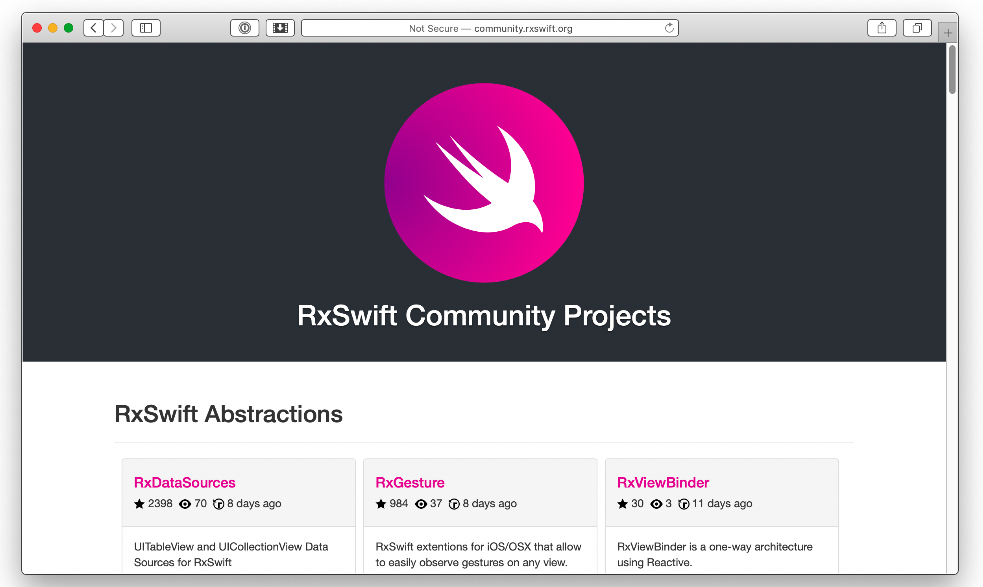 Not Secure — community.rxswift.org
RxSwift Community Projects
RxSwift Abstractions
RxDataSources
2398 70 8 days ago
UITableView and UICollectionView Data
Sources for RxSwift
RxGesture
984 37 8 days ago
RxSwift extentions for iOS/OSX that allow
to easily observe gestures on any view.
RxViewBinder
30 3 11 days ago
RxViewBinder is a one-way architecture
using Reactive.